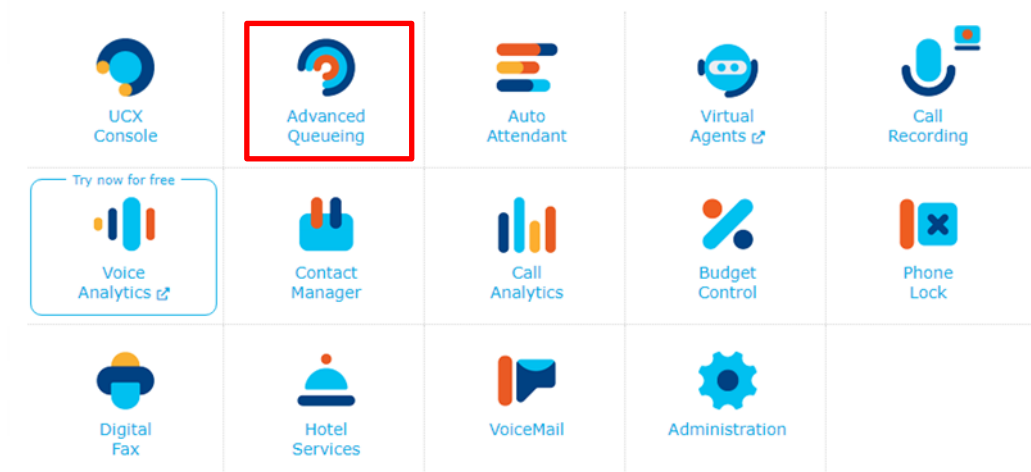 UCX
Console
Advanced
Queueing
Auto
Attendant
Virtual
Agents
Call
Recording
Try now for free
Voice
Analytics
Contact
Manager
Call
Analytics
Budget
Control
Phone
Lock
Digital
Fax
Hotel
Services
VoiceMail
Administration